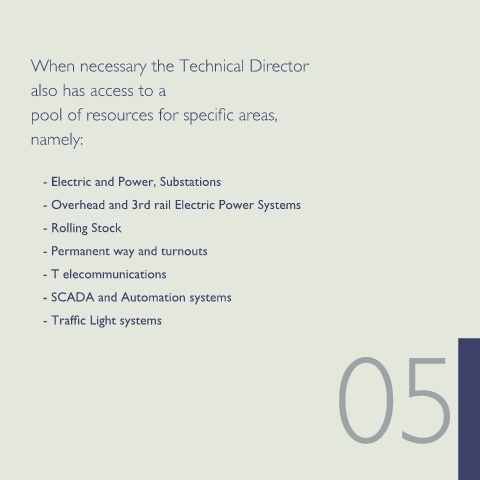 When necessary the Technical Director
also has access to a
pool of resources for specific areas,
namely:
- Electric and Power, Substations
- Overhead and 3rd rail Electric Power Systems
- Rolling Stock
- Permanent way and turnouts
- T elecommunications
- SCADA and Automation systems
- Traffic Light systems
05